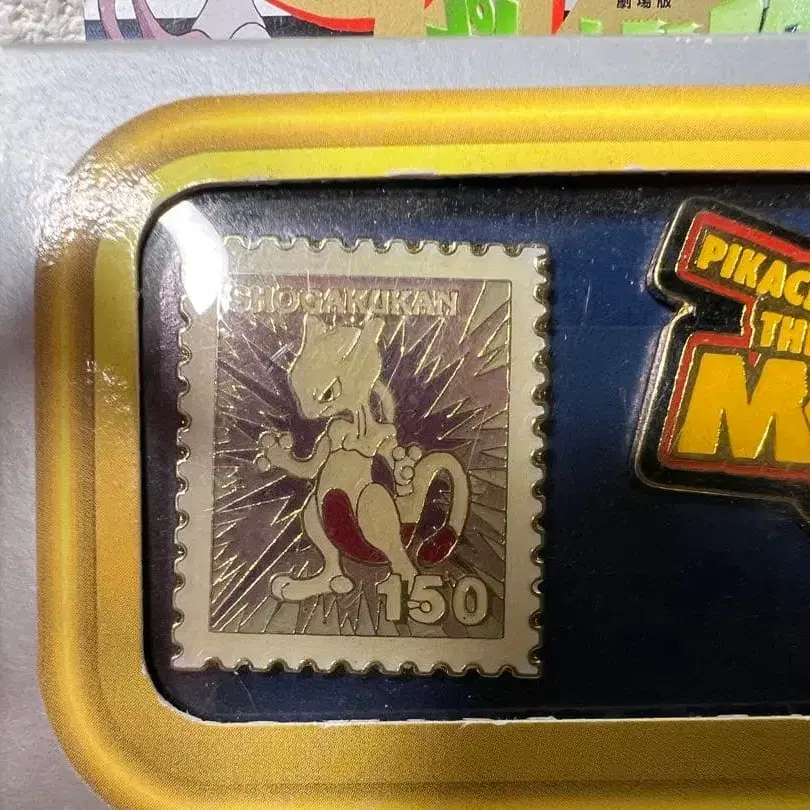 劇場版
SHOGAKUKAN
150
PIKAC
THE
M